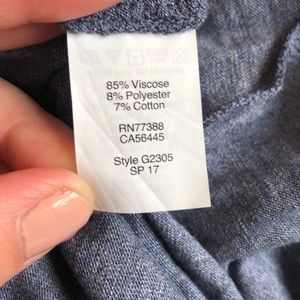 85% Viscose
8% Polyester
7% Cotton
RN77388
CA56445
Style G2305
SP 17